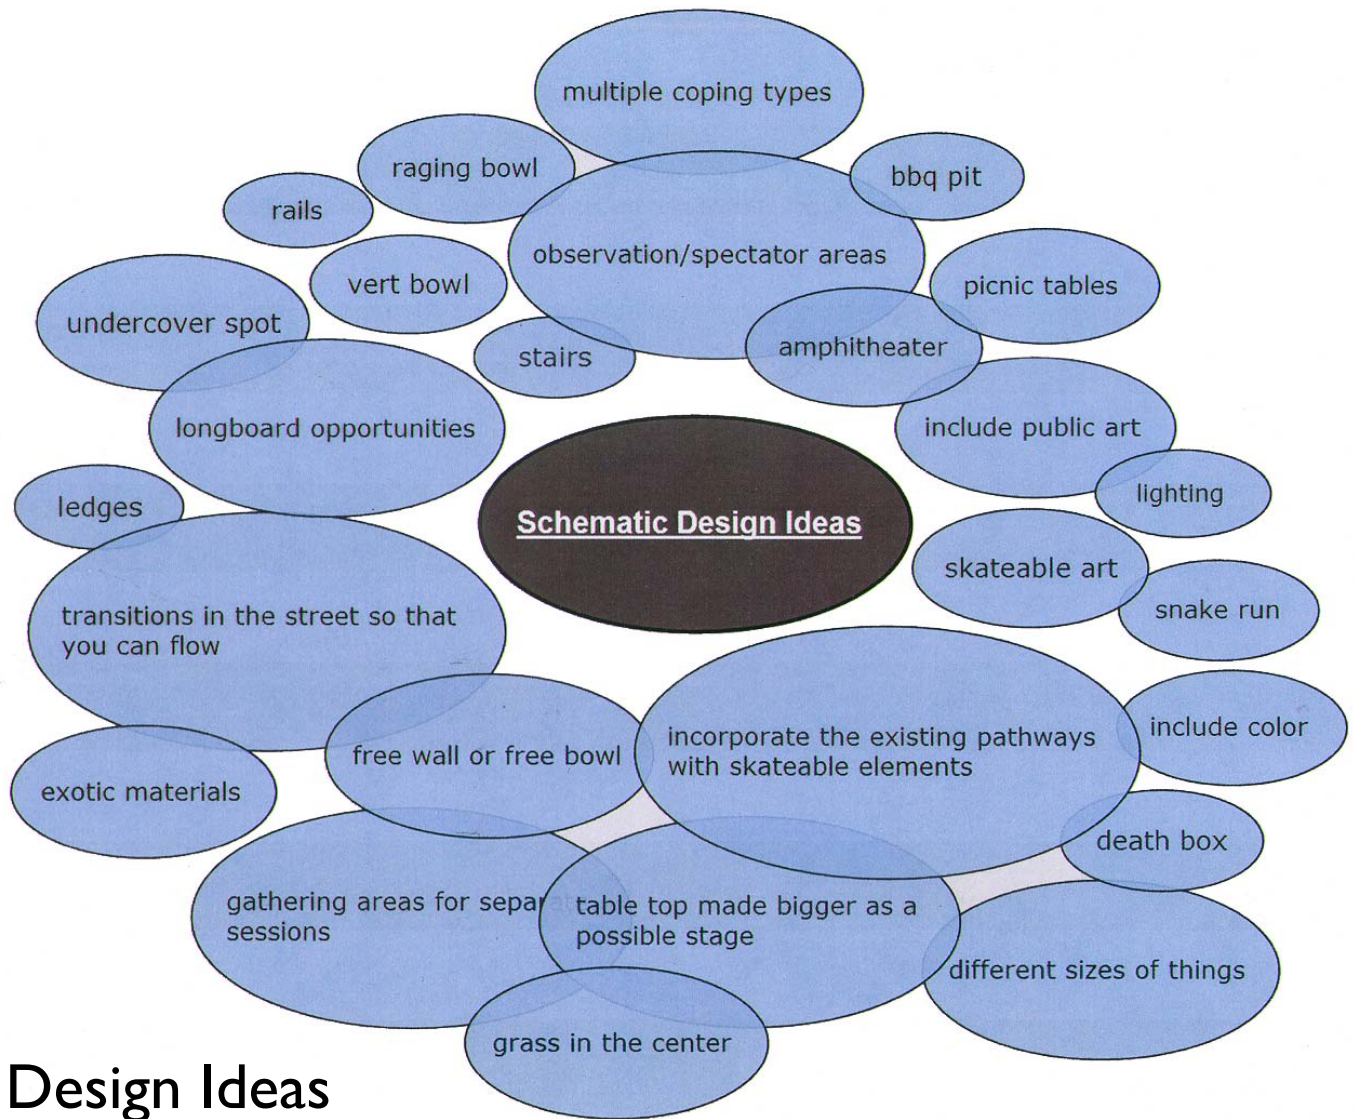 multiple coping types
raging bowl
bbq pit
rails
observation/spectator areas
vert bowl
picnic tables
undercover spot
stairs
amphitheater
longboard opportunities
include public art
lighting
ledges
Schematic Design Ideas
skateable art
snake run
transitions in the street so that
you can flow
include color
free wall or free bowl
incorporate the existing pathways
with skateable elements
exotic materials
death box
gathering areas for separate
sessions
table top made bigger as a
possible stage
different sizes of things
grass in the center
Design Ideas